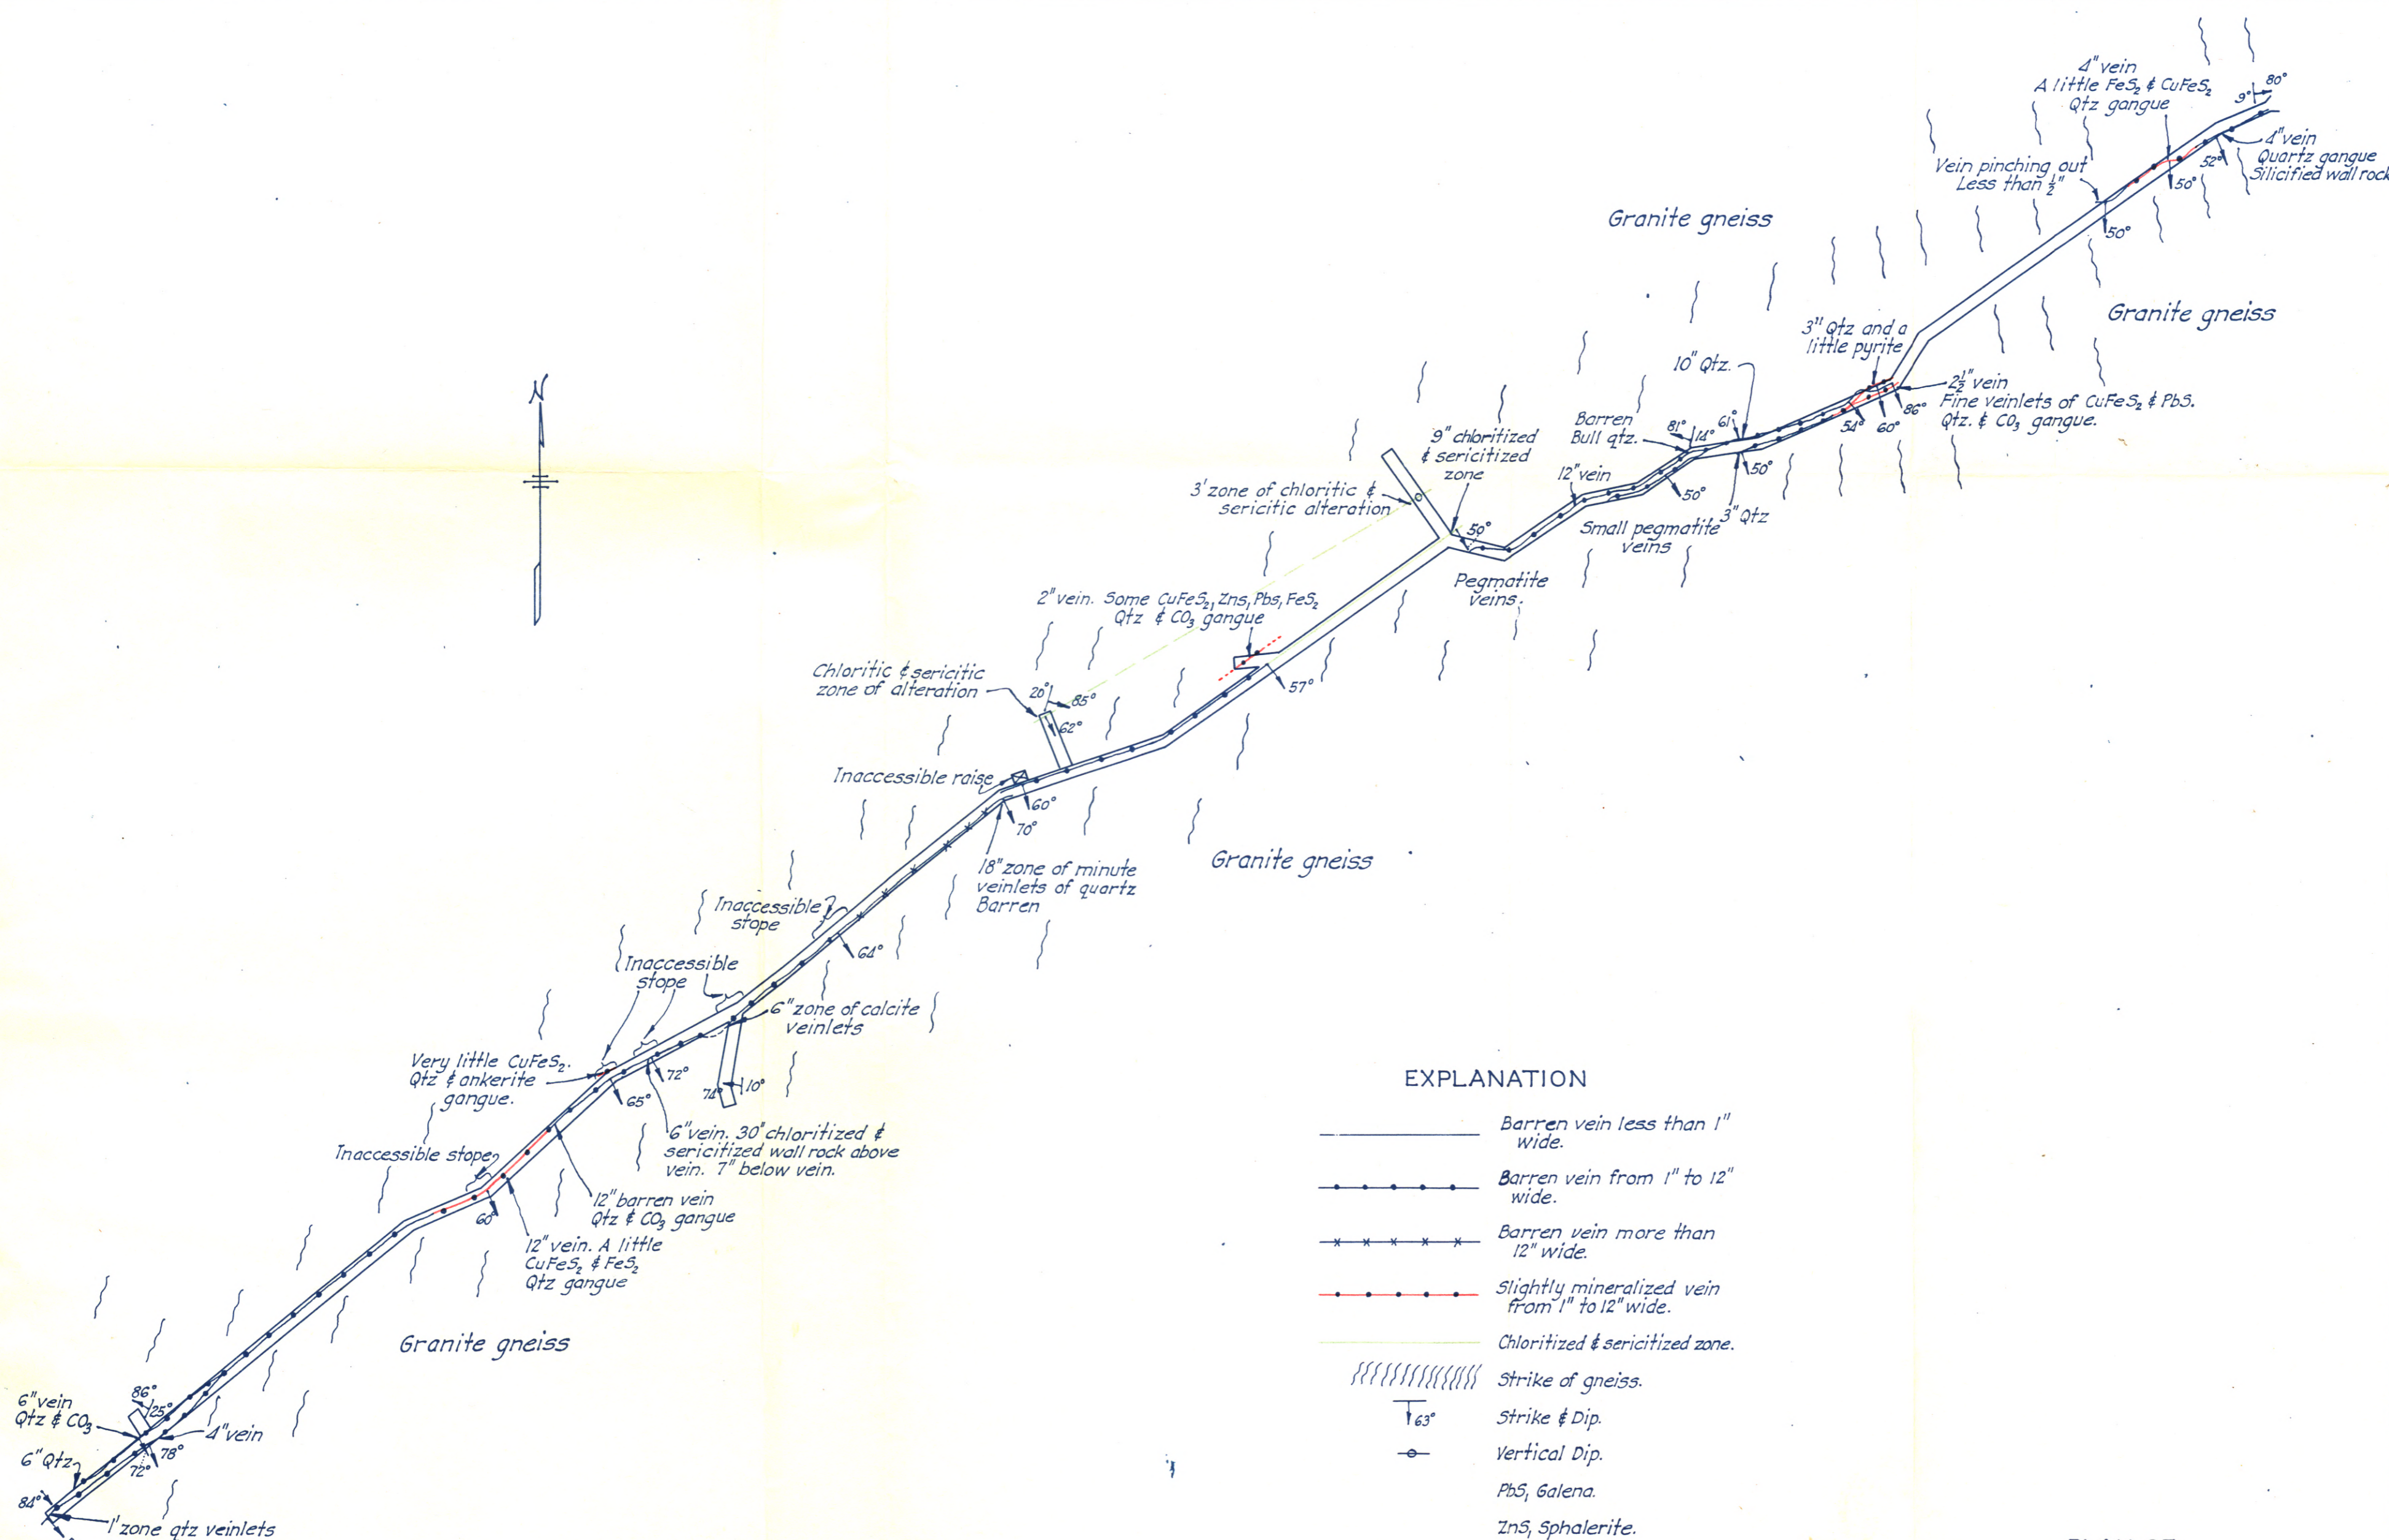 4" vein
A little FeS₂ & CuFeS₂
Qtz gangue
80°
9°
4" vein
Quartz gangue
Silicified wall rock
52°
50°
Vein pinching out
Less than ½"
50°
Granite gneiss
Granite gneiss
3" Qtz and a
little pyrite
10" Qtz.
2½" vein
Fine veinlets of CuFeS₂ & PbS.
Qtz. & CO₃ gangue.
86°
60°
54°
61°
81°
14°
Barren
Bull qtz.
50°
50°
3" Qtz
12" vein
Small pegmatite
veins
9" chloritized
& sericitized
zone
3' zone of chloritic &
sericitic alteration
50°
Pegmatite
veins.
N
2" vein. Some CuFeS₂, Zns, Pbs, FeS₂
Qtz & CO₃ gangue
57°
Chloritic & sericitic
zone of alteration
20°
85°
62°
Inaccessible raise
60°
70°
18" zone of minute
veinlets of quartz
Barren
Granite gneiss
Inaccessible
stope
64°
Inaccessible
stope
6" zone of calcite
veinlets
Very little CuFeS₂.
Qtz & ankerite
gangue.
72°
65°
74°
10°
6" vein. 30" chloritized &
sericitized wall rock above
vein. 7" below vein.
Inaccessible stope
60°
12" barren vein
Qtz & CO₃ gangue
12" vein. A little
CuFeS₂ & FeS₂
Qtz gangue
Granite gneiss
86°
25°
6" vein
Qtz & CO₃
4" vein
78°
72°
6" Qtz
84°
1' zone qtz veinlets
EXPLANATION
Barren vein less than 1"
wide.
Barren vein from 1" to 12"
wide.
Barren vein more than
12" wide.
Slightly mineralized vein
from 1" to 12" wide.
Chloritized & sericitized zone.
Strike of gneiss.
63°
Strike & Dip.
Vertical Dip.
PbS, Galena.
ZnS, Sphalerite.